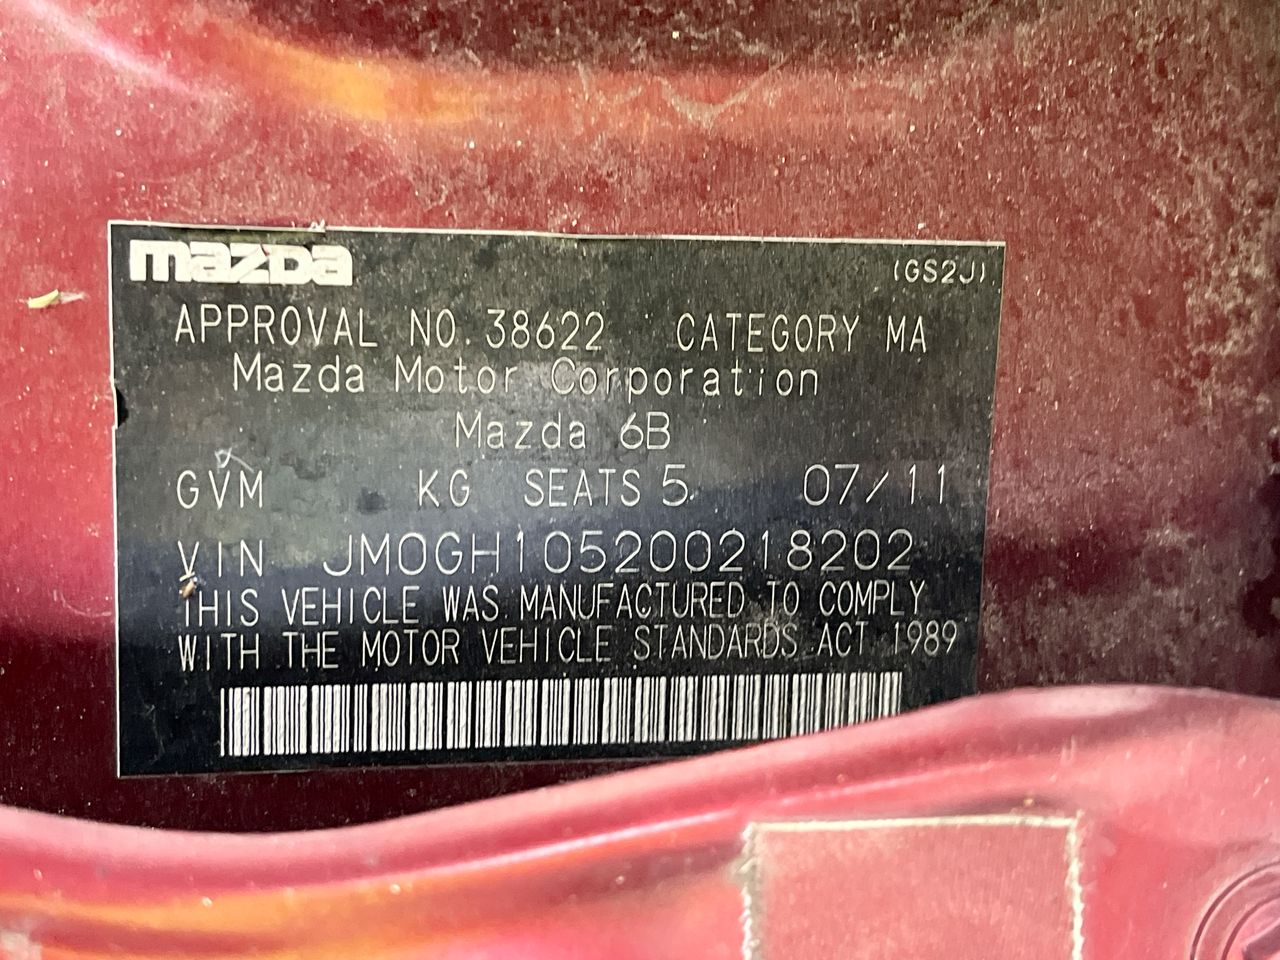 mazda (GS2J)
APPROVAL NO. 38622 CATEGORY MA
Mazda Motor Corporation
Mazda 6B
GVM KG SEATS 5 07/11
VIN JM0GH105200218202
THIS VEHICLE WAS MANUFACTURED TO COMPLY
WITH THE MOTOR VEHICLE STANDARDS ACT 1989